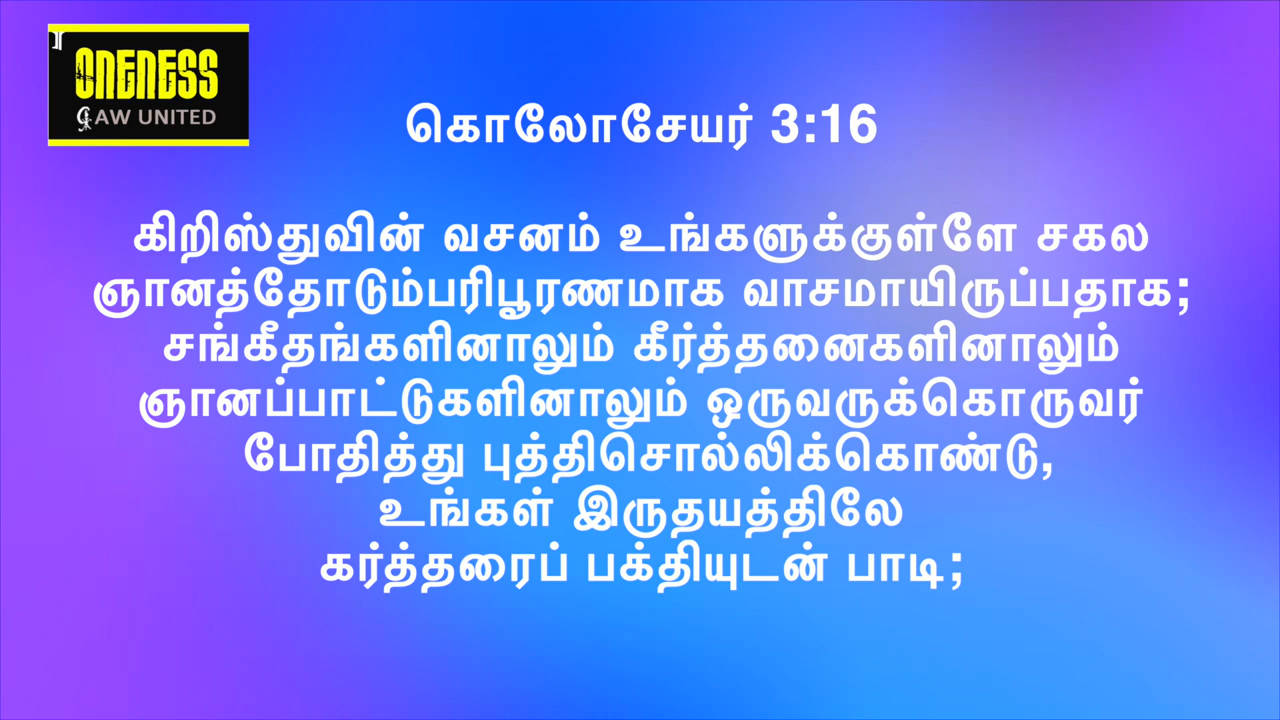 ONENESS
LAW UNITED
கொலோசேயர் 3:16
கிறிஸ்துவின் வசனம் உங்களுக்குள்ளே சகல
ஞானத்தோடும்பரிபூரணமாக வாசமாயிருப்பதாக;
சங்கீதங்களினாலும் கீர்த்தனைகளினாலும்
ஞானப்பாட்டுகளினாலும் ஒருவருக்கொருவர்
போதித்து புத்திசொல்லிக்கொண்டு,
உங்கள் இருதயத்திலே
கர்த்தரைப் பக்தியுடன் பாடி;